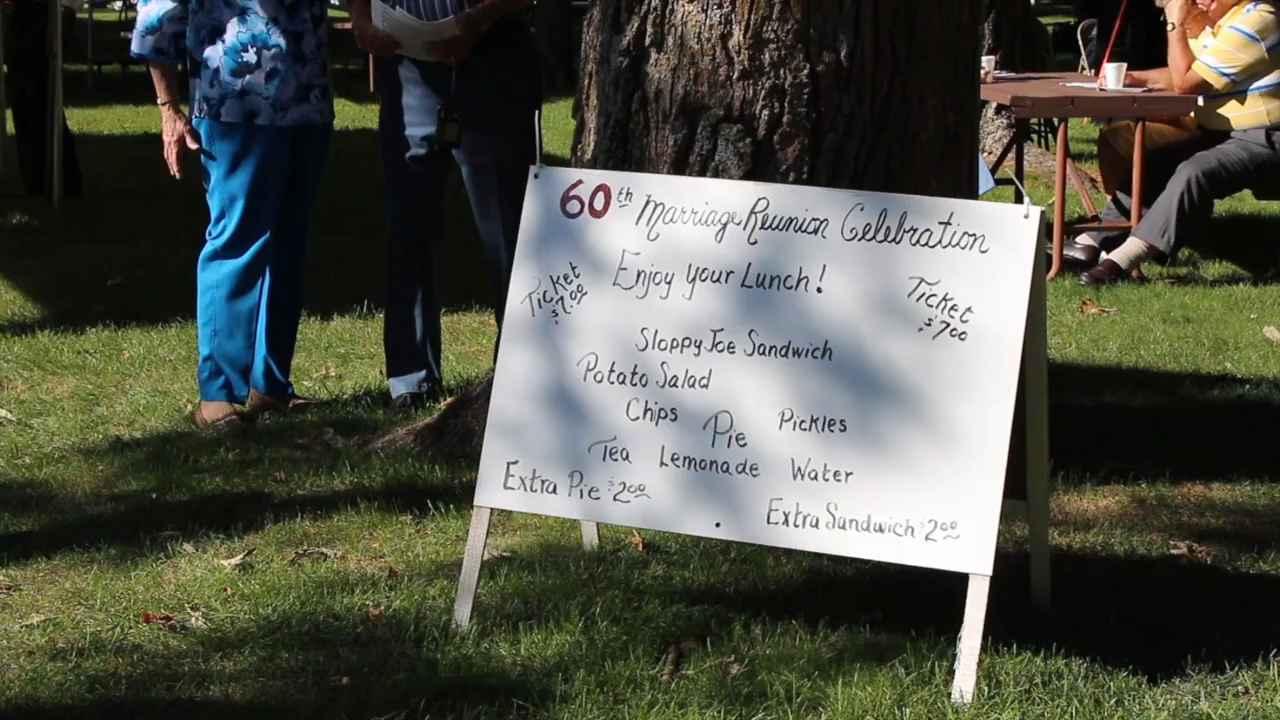 60th Marriage Reunion Celebration
Enjoy your Lunch!
Ticket
$7.00
Ticket
$7.00
Sloppy Joe Sandwich
Potato Salad
Chips Pie Pickles
Tea Lemonade Water
Extra Pie $2.00
Extra Sandwich $2.00